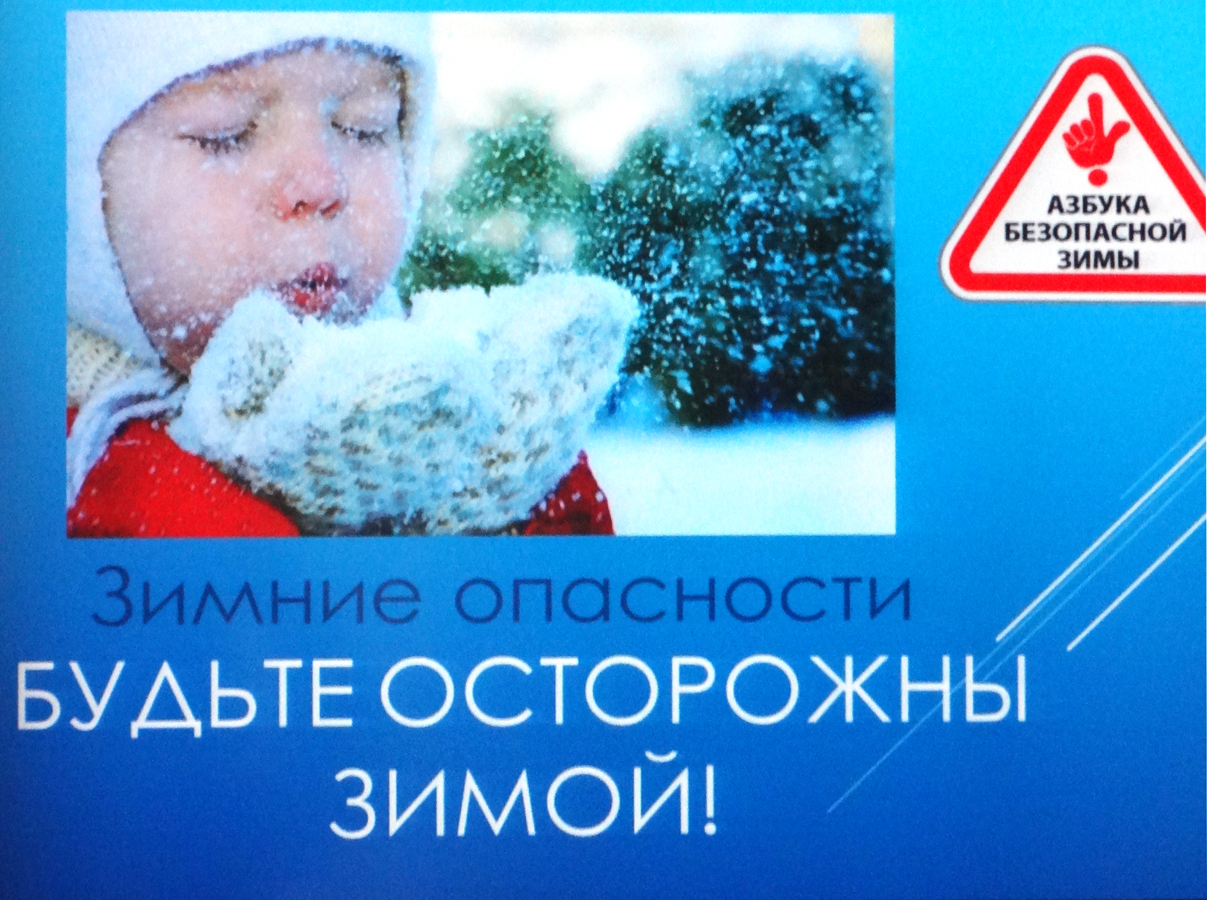 АЗБУКА
БЕЗОПАСНОЙ
ЗИМЫ
Зимние опасности
БУДЬТЕ ОСТОРОЖНЫ
ЗИМОЙ!